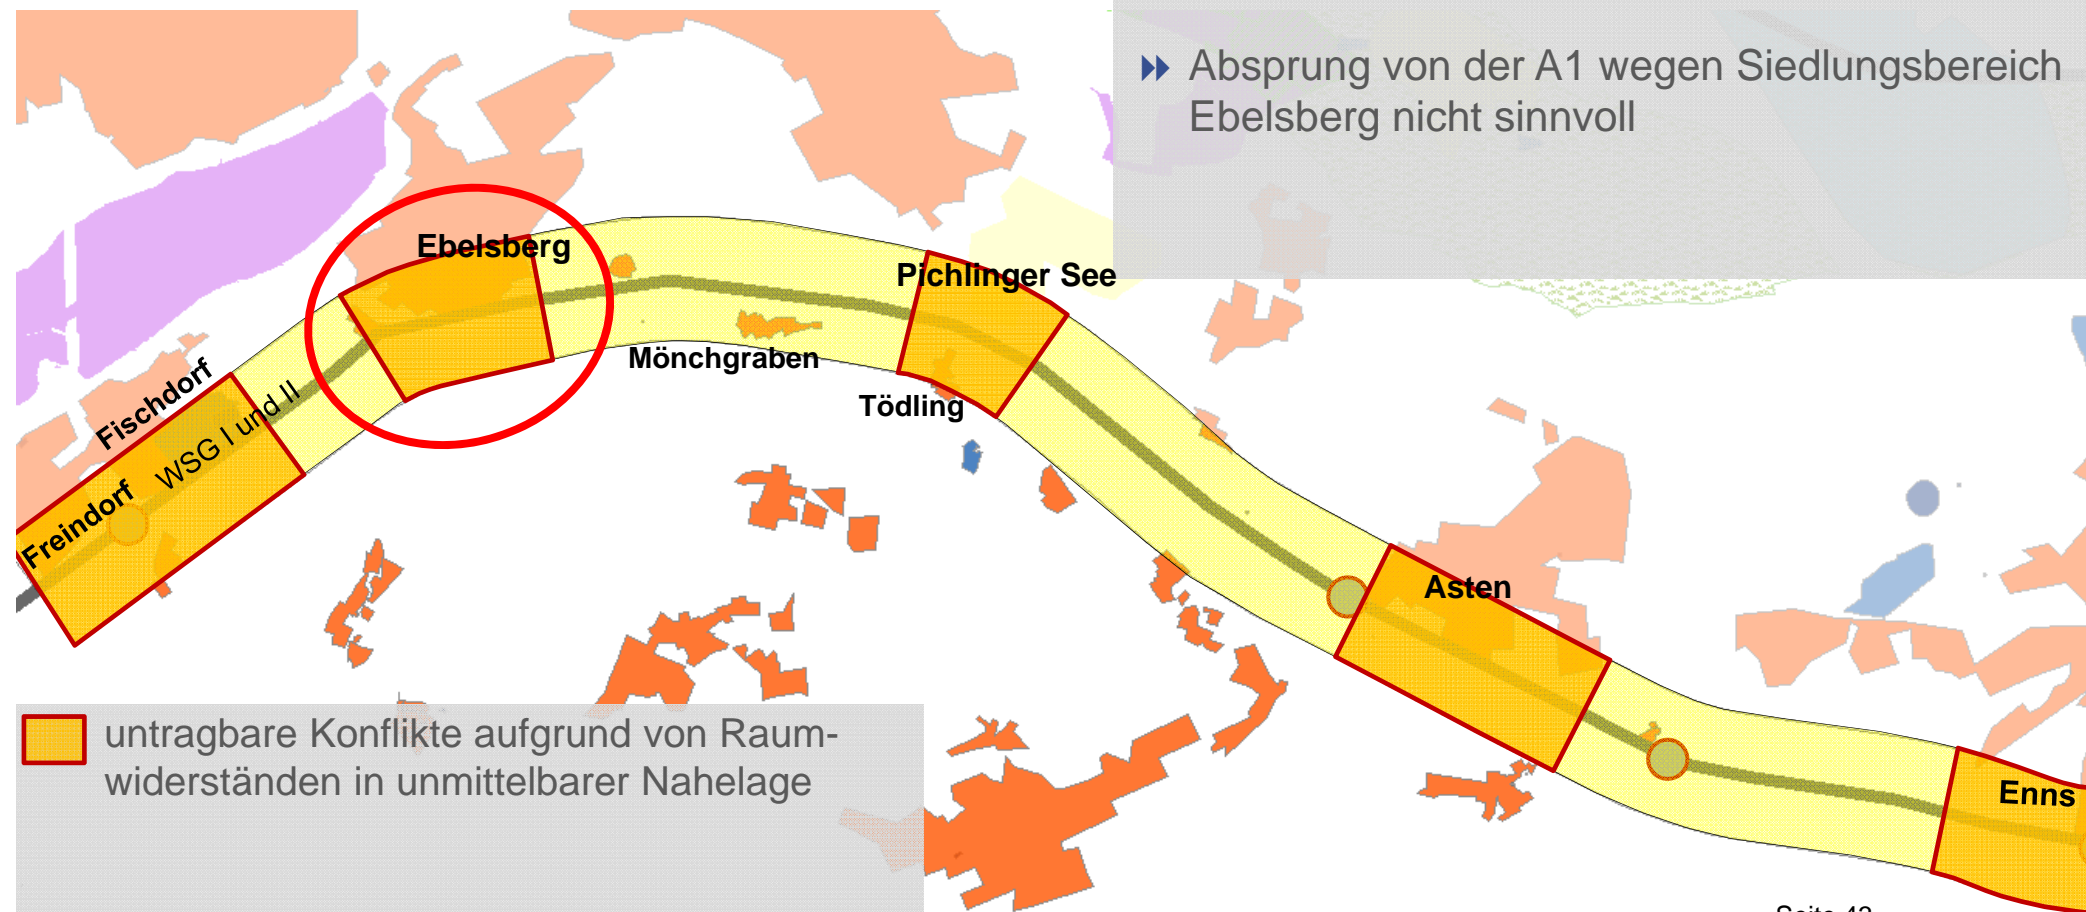 Absprung von der A1 wegen Siedlungsbereich
Ebelsberg nicht sinnvoll
Ebelsberg
Pichlinger See
Mönchgraben
Tödling
Fischdorf
WSG I und II
Freindorf
Asten
Enns
untragbare Konflikte aufgrund von Raum-
widerständen in unmittelbarer Nahelage